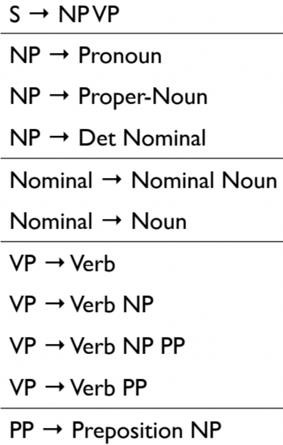 S → NP VP
NP → Pronoun
NP → Proper-Noun
NP → Det Nominal
Nominal → Nominal Noun
Nominal → Noun
VP → Verb
VP → Verb NP
VP → Verb NP PP
VP → Verb PP
PP → Preposition NP